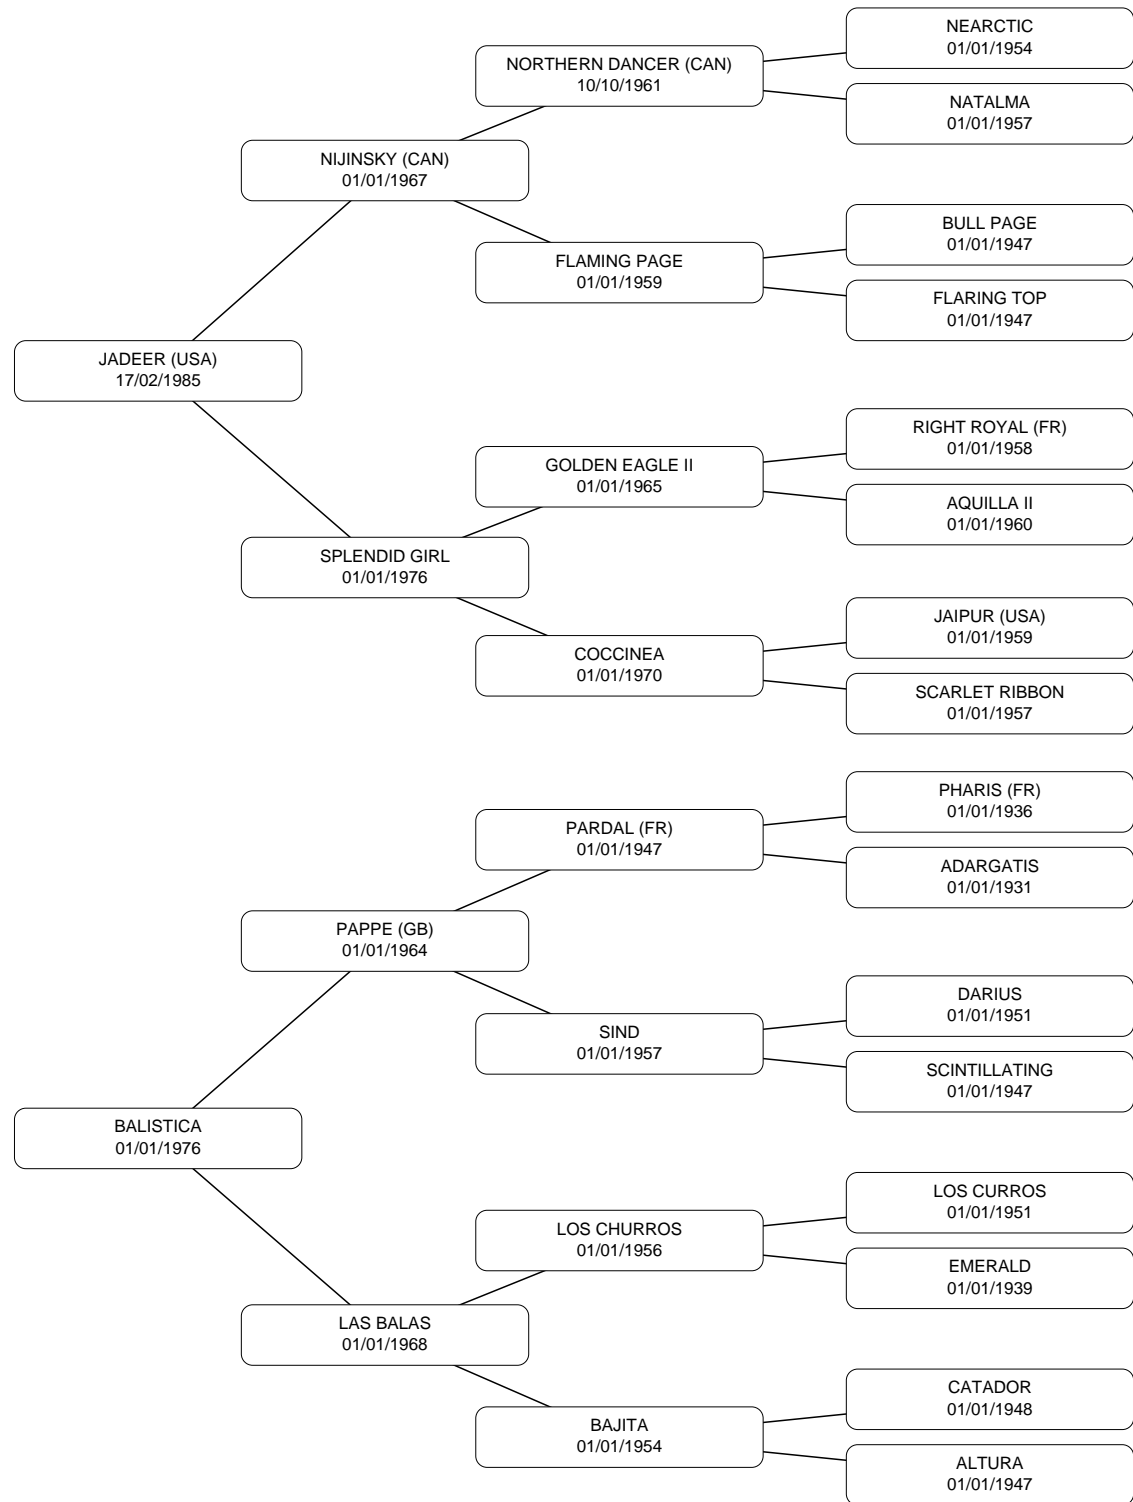 NEARCTIC
01/01/1954
NORTHERN DANCER (CAN)
10/10/1961
NATALMA
01/01/1957
NIJINSKY (CAN)
01/01/1967
BULL PAGE
01/01/1947
FLAMING PAGE
01/01/1959
FLARING TOP
01/01/1947
JADEER (USA)
17/02/1985
RIGHT ROYAL (FR)
01/01/1958
GOLDEN EAGLE II
01/01/1965
AQUILLA II
01/01/1960
SPLENDID GIRL
01/01/1976
JAIPUR (USA)
01/01/1959
COCCINEA
01/01/1970
SCARLET RIBBON
01/01/1957
PHARIS (FR)
01/01/1936
PARDAL (FR)
01/01/1947
ADARGATIS
01/01/1931
PAPPE (GB)
01/01/1964
DARIUS
01/01/1951
SIND
01/01/1957
SCINTILLATING
01/01/1947
BALISTICA
01/01/1976
LOS CURROS
01/01/1951
LOS CHURROS
01/01/1956
EMERALD
01/01/1939
LAS BALAS
01/01/1968
CATADOR
01/01/1948
BAJITA
01/01/1954
ALTURA
01/01/1947